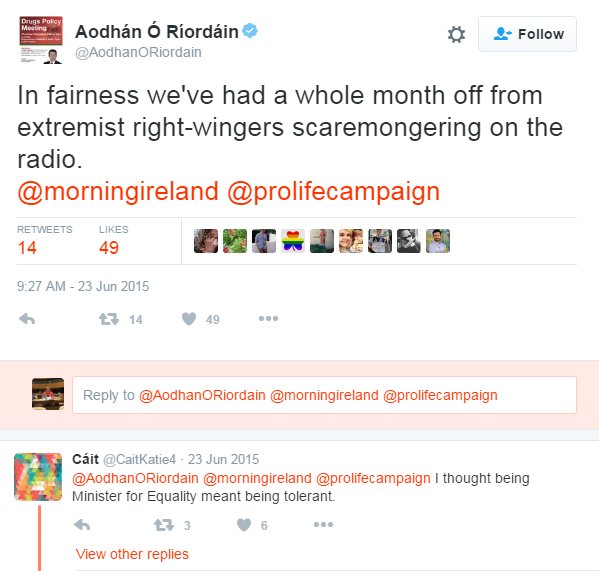 Drugs Policy
Meeting
Aodhán Ó Ríordáin
@AodhanORiordain
Follow
In fairness we've had a whole month off from
extremist right-wingers scaremongering on the
radio.
@morningireland @prolifecampaign
RETWEETS
LIKES
14
49
9:27 AM - 23 Jun 2015
14
49
Reply to @AodhanORiordain @morningireland @prolifecampaign
Cáit @CaitKatie4 · 23 Jun 2015
@AodhanORiordain @morningireland @prolifecampaign I thought being
Minister for Equality meant being tolerant.
3
6
View other replies